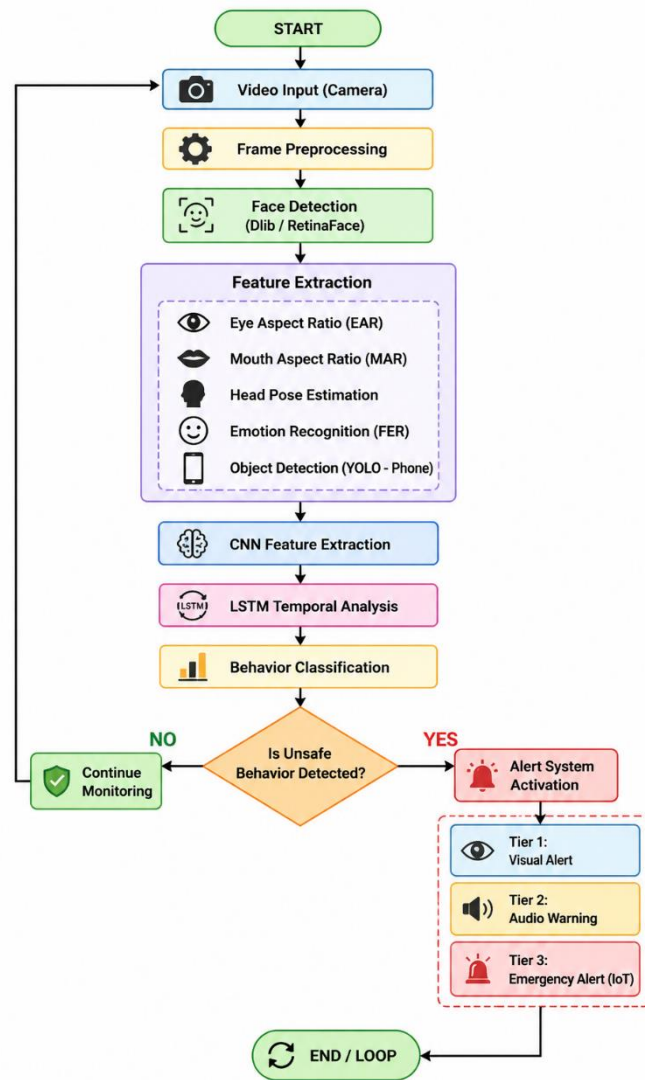 START
Video Input (Camera)
Frame Preprocessing
Face Detection
(Dlib / RetinaFace)
Feature Extraction
Eye Aspect Ratio (EAR)
Mouth Aspect Ratio (MAR)
Head Pose Estimation
Emotion Recognition (FER)
Object Detection (YOLO - Phone)
CNN Feature Extraction
LSTM
LSTM Temporal Analysis
Behavior Classification
NO
Is Unsafe
Behavior Detected?
YES
Continue
Monitoring
Alert System
Activation
Tier 1:
Visual Alert
Tier 2:
Audio Warning
Tier 3:
Emergency Alert (IoT)
END / LOOP